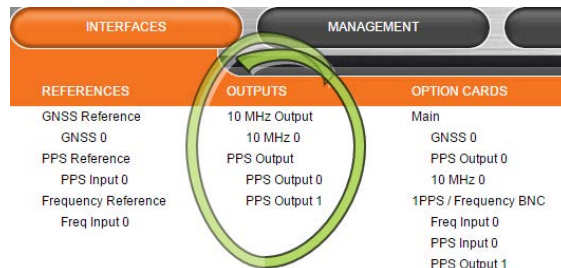 INTERFACES
MANAGEMENT
REFERENCES
GNSS Reference
GNSS 0
PPS Reference
PPS Input 0
Frequency Reference
Freq Input 0
OUTPUTS
10 MHz Output
10 MHz 0
PPS Output
PPS Output 0
PPS Output 1
OPTION CARDS
Main
GNSS 0
PPS Output 0
10 MHz 0
1PPS / Frequency BNC
Freq Input 0
PPS Input 0
PPS Output 1